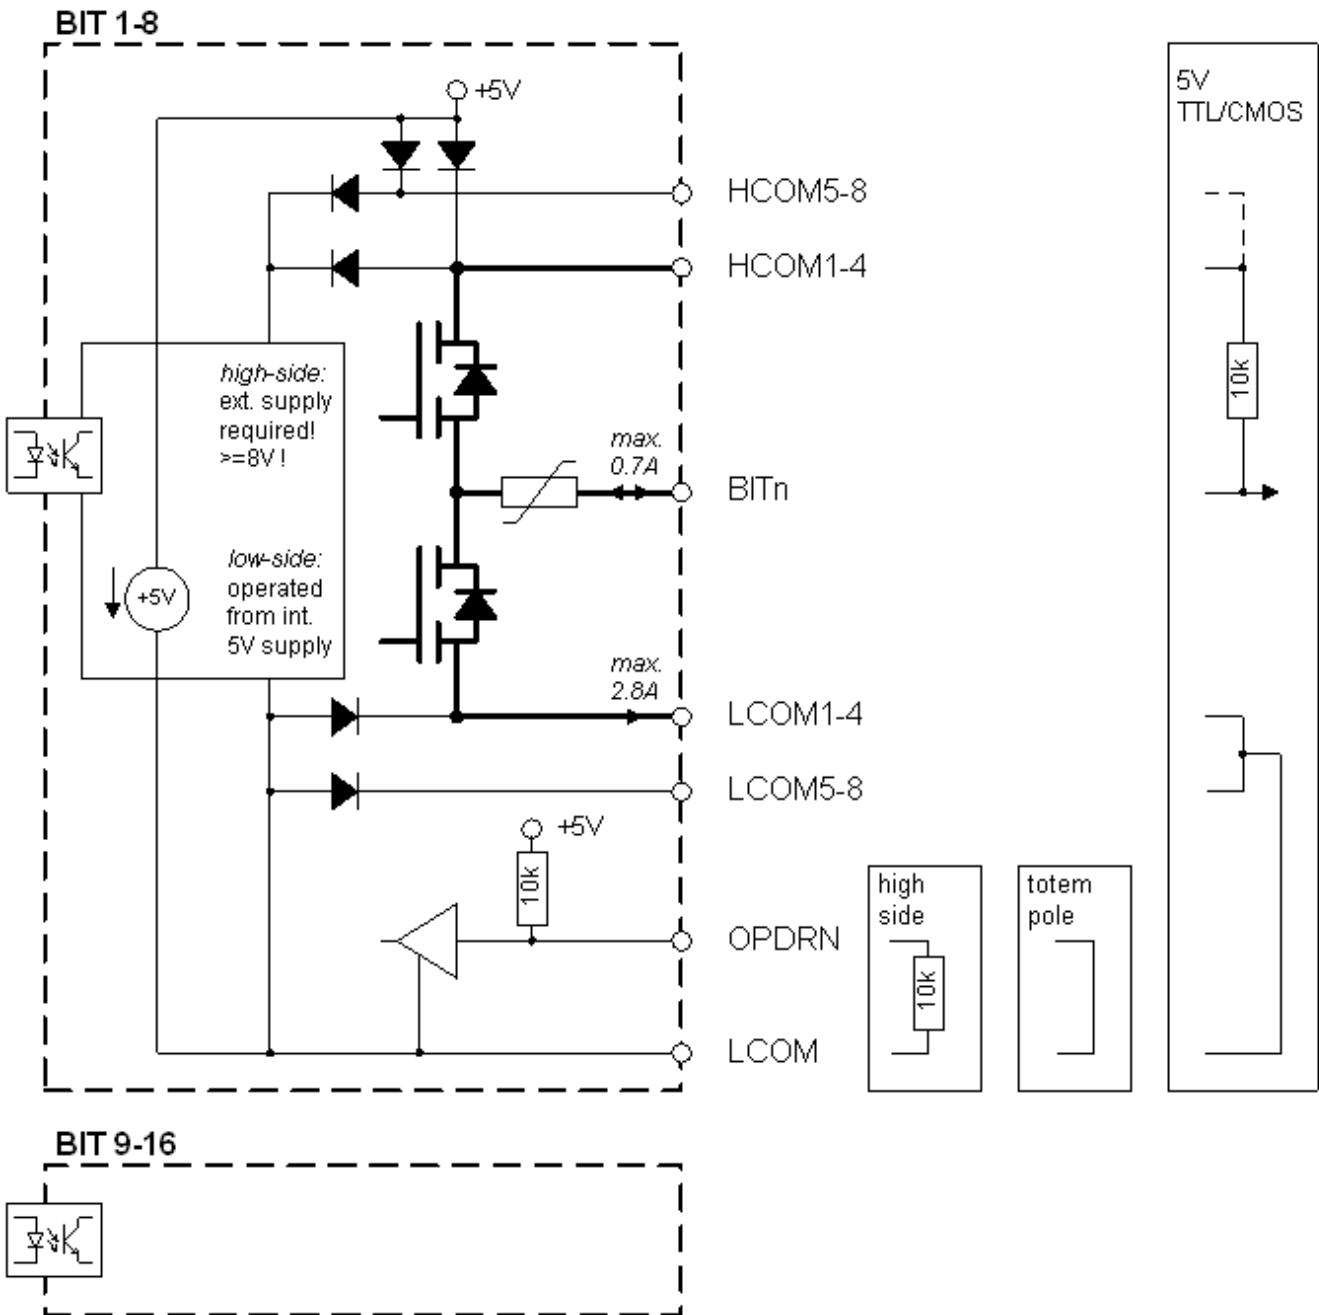 BIT 1-8
+5V
5V
TTL/CMOS
HCOM5-8
HCOM1-4
high-side:
ext. supply
required!
>=8V !
10k
max.
0.7A
BITn
low-side:
operated
from int.
5V supply
+5V
max.
2.8A
LCOM1-4
LCOM5-8
+5V
10k
high
side
totem
pole
OPDRN
10k
LCOM
BIT 9-16